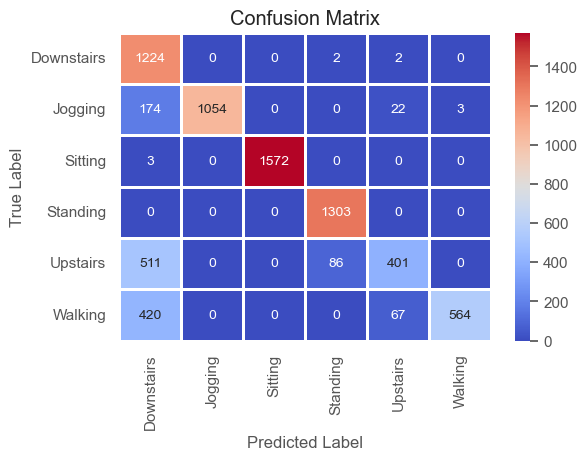 Confusion Matrix
True Label
Downstairs 1224 0 0 2 2 0
Jogging 174 1054 0 0 22 3
Sitting 3 0 1572 0 0 0
Standing 0 0 0 1303 0 0
Upstairs 511 0 0 86 401 0
Walking 420 0 0 0 67 564
Downstairs Jogging Sitting Standing Upstairs Walking
Predicted Label
1400
1200
1000
800
600
400
200
0